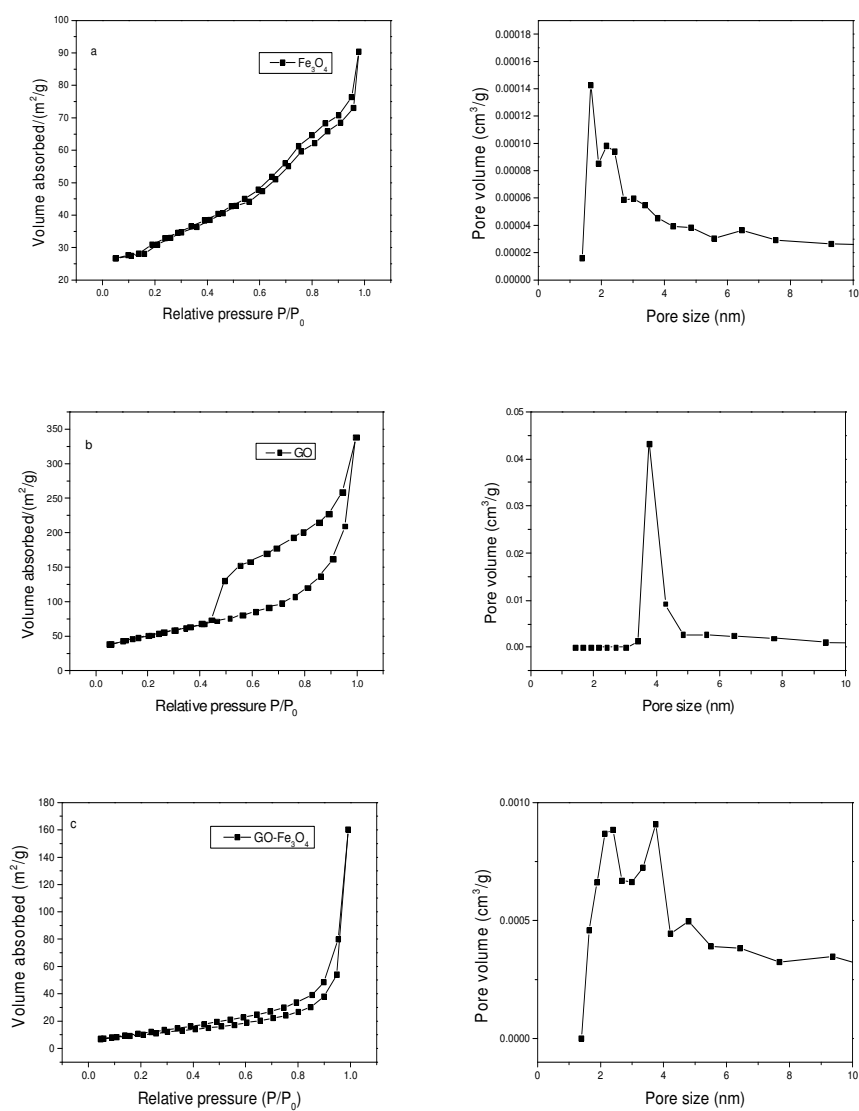 a
Fe₃O₄
Volume absorbed/(m²/g)
100
90
80
70
60
50
40
30
20
0.0 0.2 0.4 0.6 0.8 1.0
Relative pressure P/P₀
Pore volume (cm³/g)
0.00018
0.00016
0.00014
0.00012
0.00010
0.00008
0.00006
0.00004
0.00002
0.00000
0 2 4 6 8 10
Pore size (nm)
b
GO
Volume absorbed/(m²/g)
350
300
250
200
150
100
50
0
0.0 0.2 0.4 0.6 0.8 1.0
Relative pressure P/P₀
Pore volume (cm³/g)
0.05
0.04
0.03
0.02
0.01
0.00
0 2 4 6 8 10
Pore size (nm)
c
GO-Fe₃O₄
Volume absorbed (m²/g)
180
160
140
120
100
80
60
40
20
0
0.0 0.2 0.4 0.6 0.8 1.0
Relative pressure (P/P₀)
Pore volume (cm³/g)
0.0010
0.0005
0.0000
0 2 4 6 8 10
Pore size (nm)